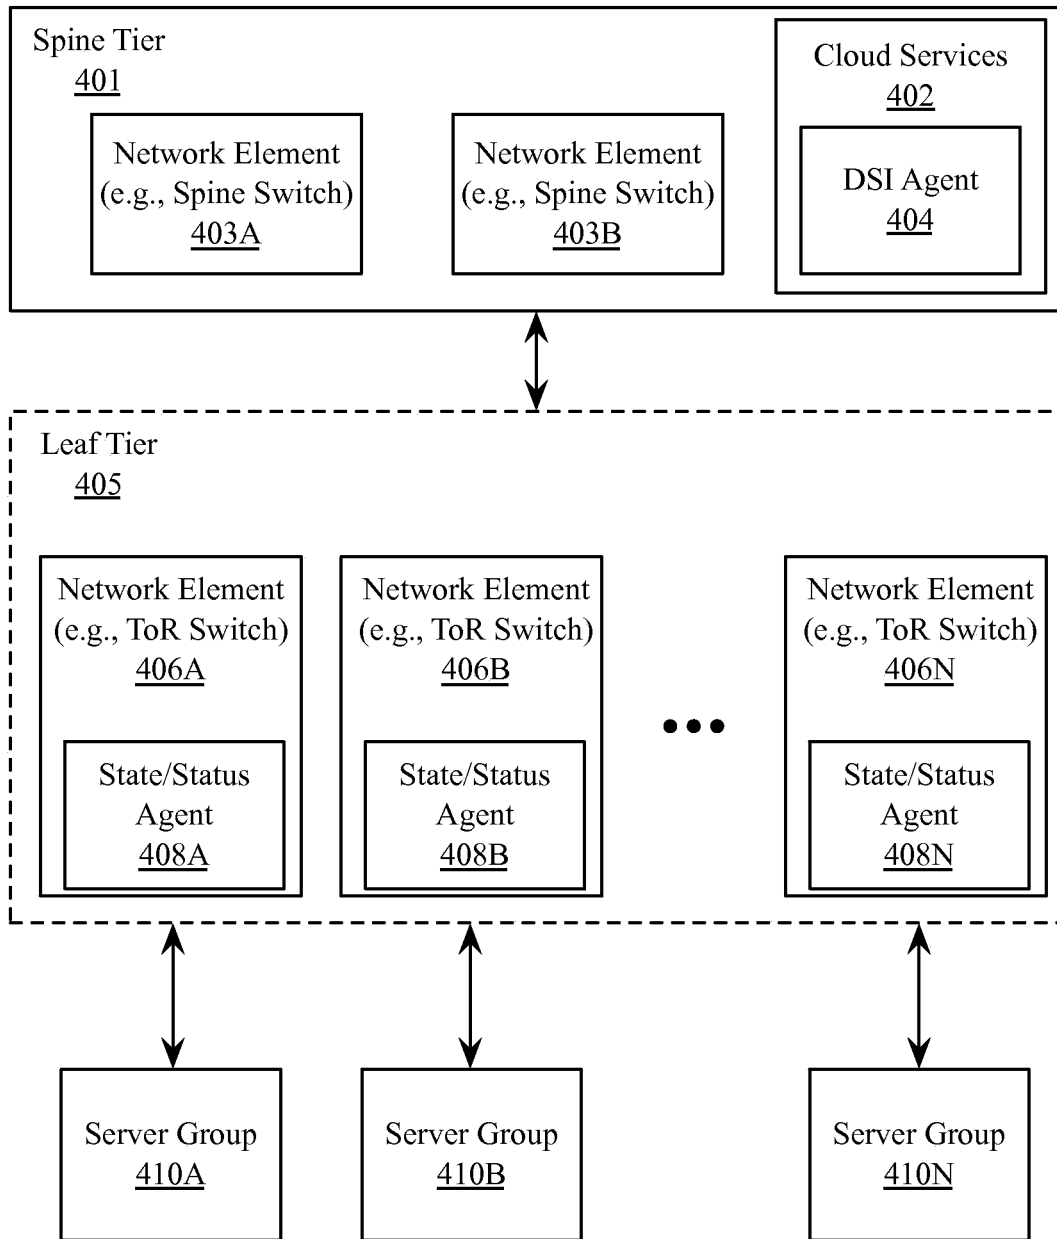 Spine Tier
401
Cloud Services
402
Network Element
(e.g., Spine Switch)
403A
Network Element
(e.g., Spine Switch)
403B
DSI Agent
404
Leaf Tier
405
Network Element
(e.g., ToR Switch)
406A
State/Status
Agent
408A
Network Element
(e.g., ToR Switch)
406B
State/Status
Agent
408B
Network Element
(e.g., ToR Switch)
406N
State/Status
Agent
408N
Server Group
410A
Server Group
410B
Server Group
410N